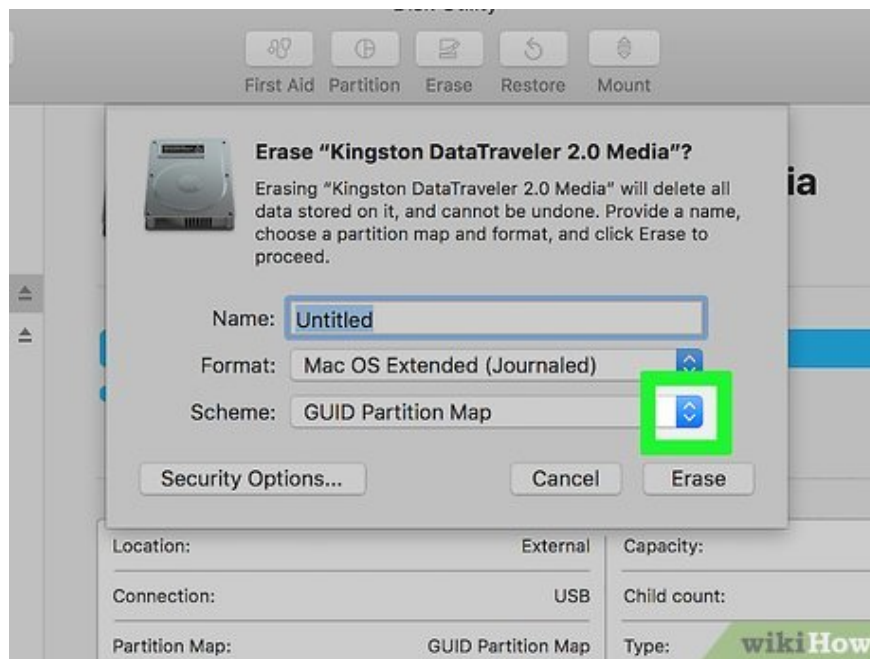 First Aid Partition Erase Restore Mount
Erase “Kingston DataTraveler 2.0 Media”?
Erasing “Kingston DataTraveler 2.0 Media” will delete all
data stored on it, and cannot be undone. Provide a name,
choose a partition map and format, and click Erase to
proceed.
ia
Name: Untitled
Format: Mac OS Extended (Journaled)
Scheme: GUID Partition Map
Security Options... Cancel Erase
Location: External Capacity:
Connection: USB Child count:
Partition Map: GUID Partition Map Type:
wikiHow